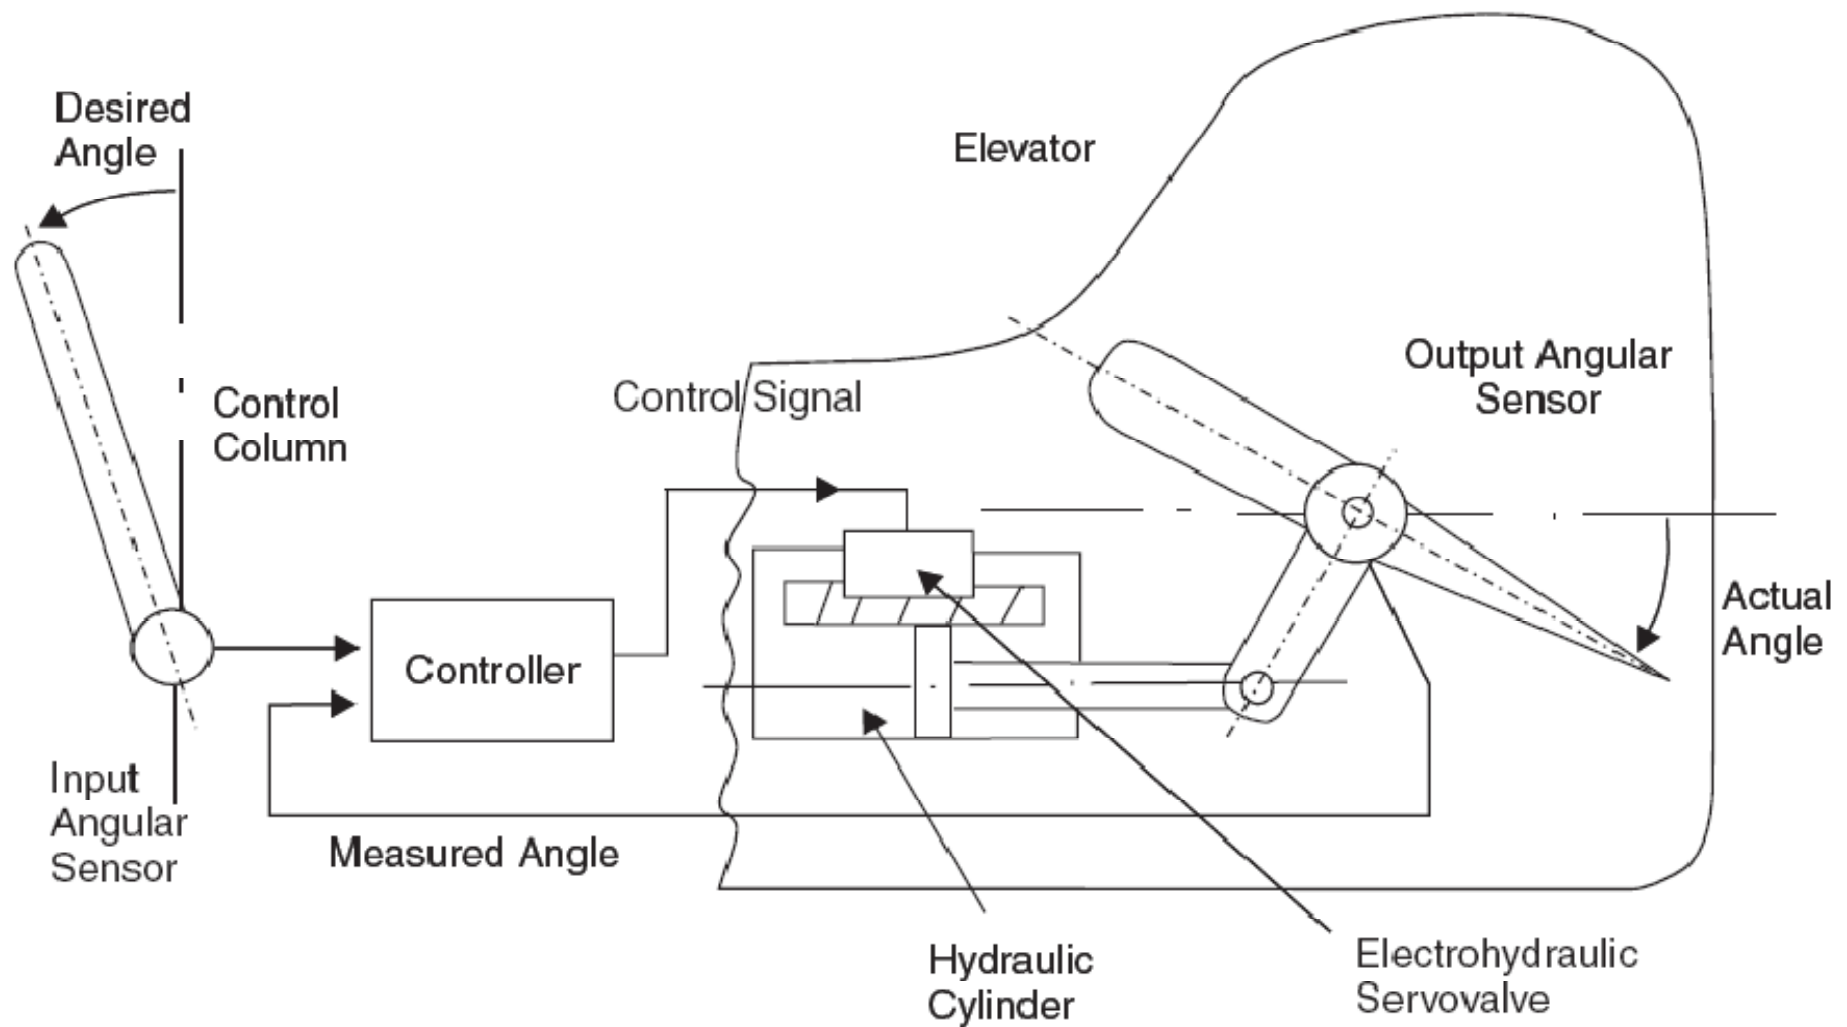 Desired
Angle
Elevator
Control Signal
Output Angular
Sensor
Control
Column
Controller
Actual
Angle
Input
Angular
Sensor
Measured Angle
Hydraulic
Cylinder
Electrohydraulic
Servovalve